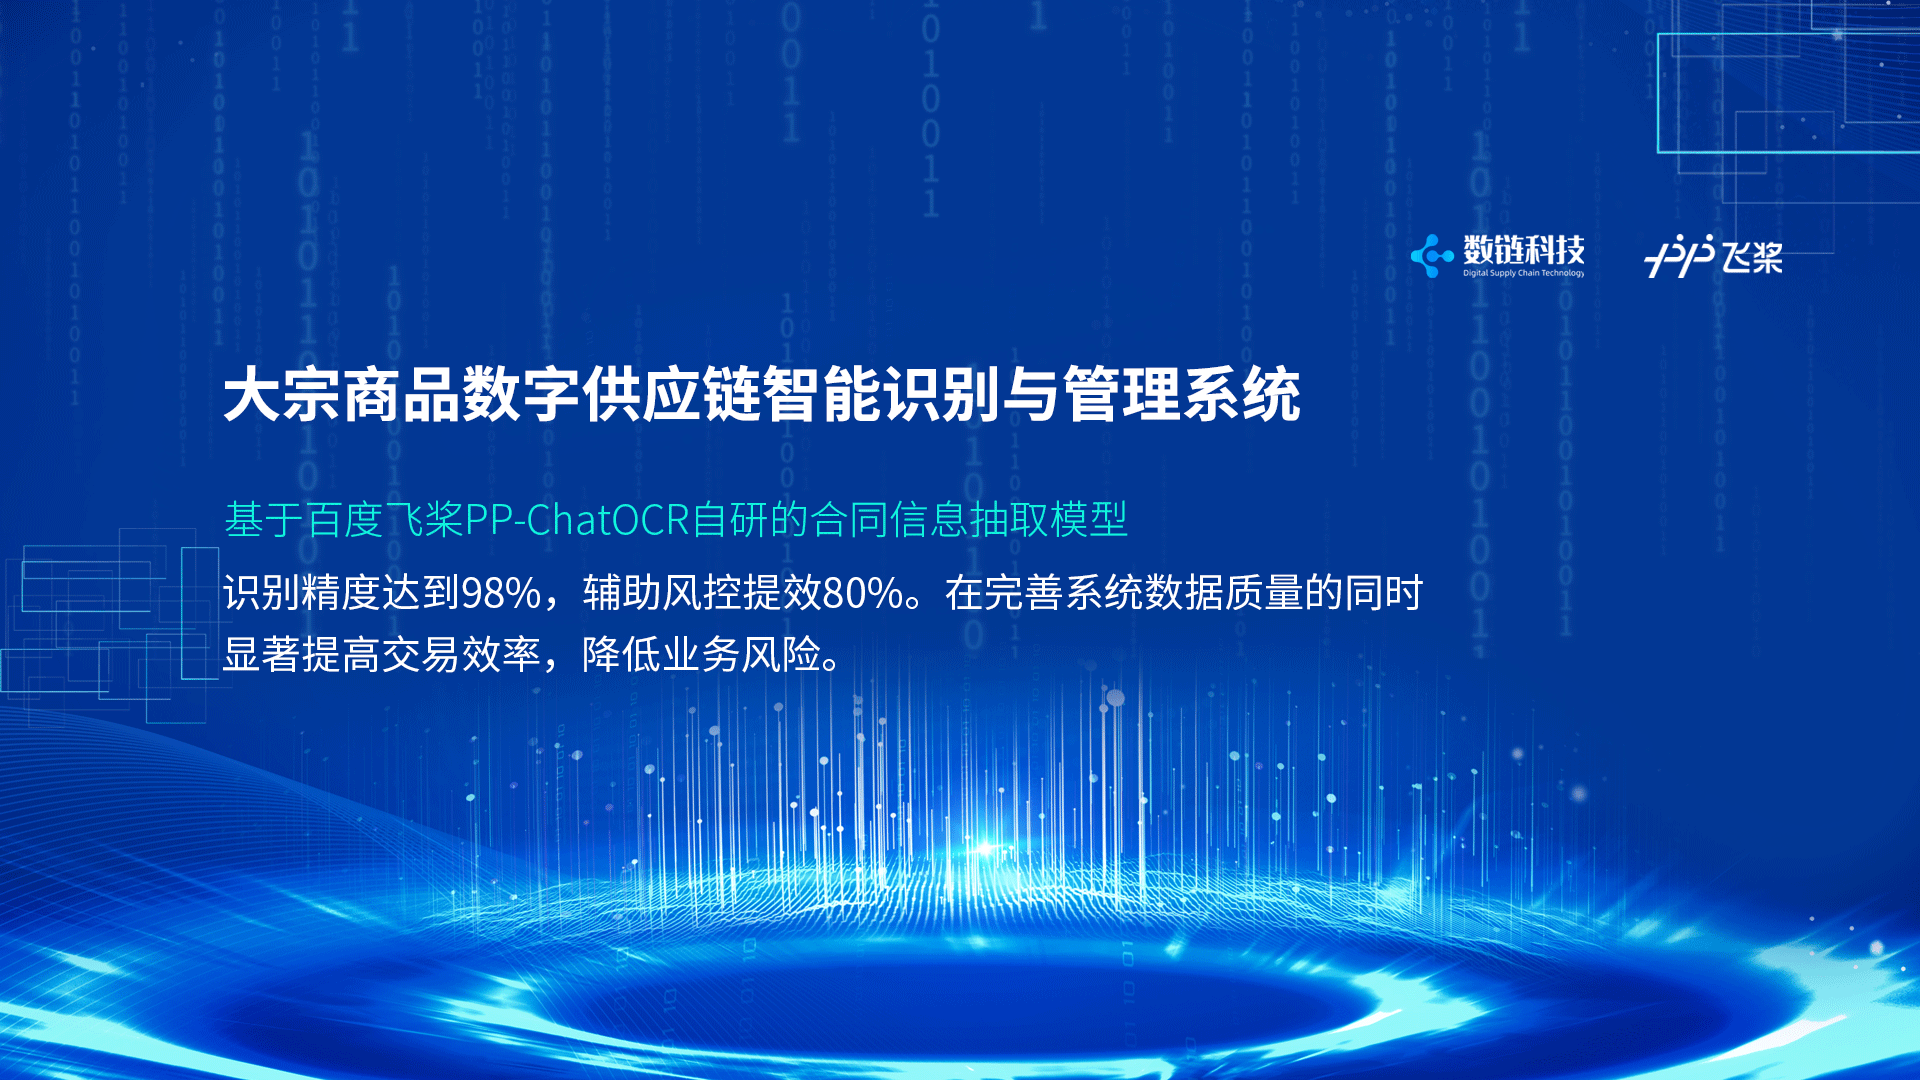 数链科技
Digital Supply Chain Technology
飞桨
大宗商品数字供应链智能识别与管理系统
基于百度飞桨PP-ChatOCR自研的合同信息抽取模型
识别精度达到98%，辅助风控提效80%。在完善系统数据质量的同时
显著提高交易效率，降低业务风险。